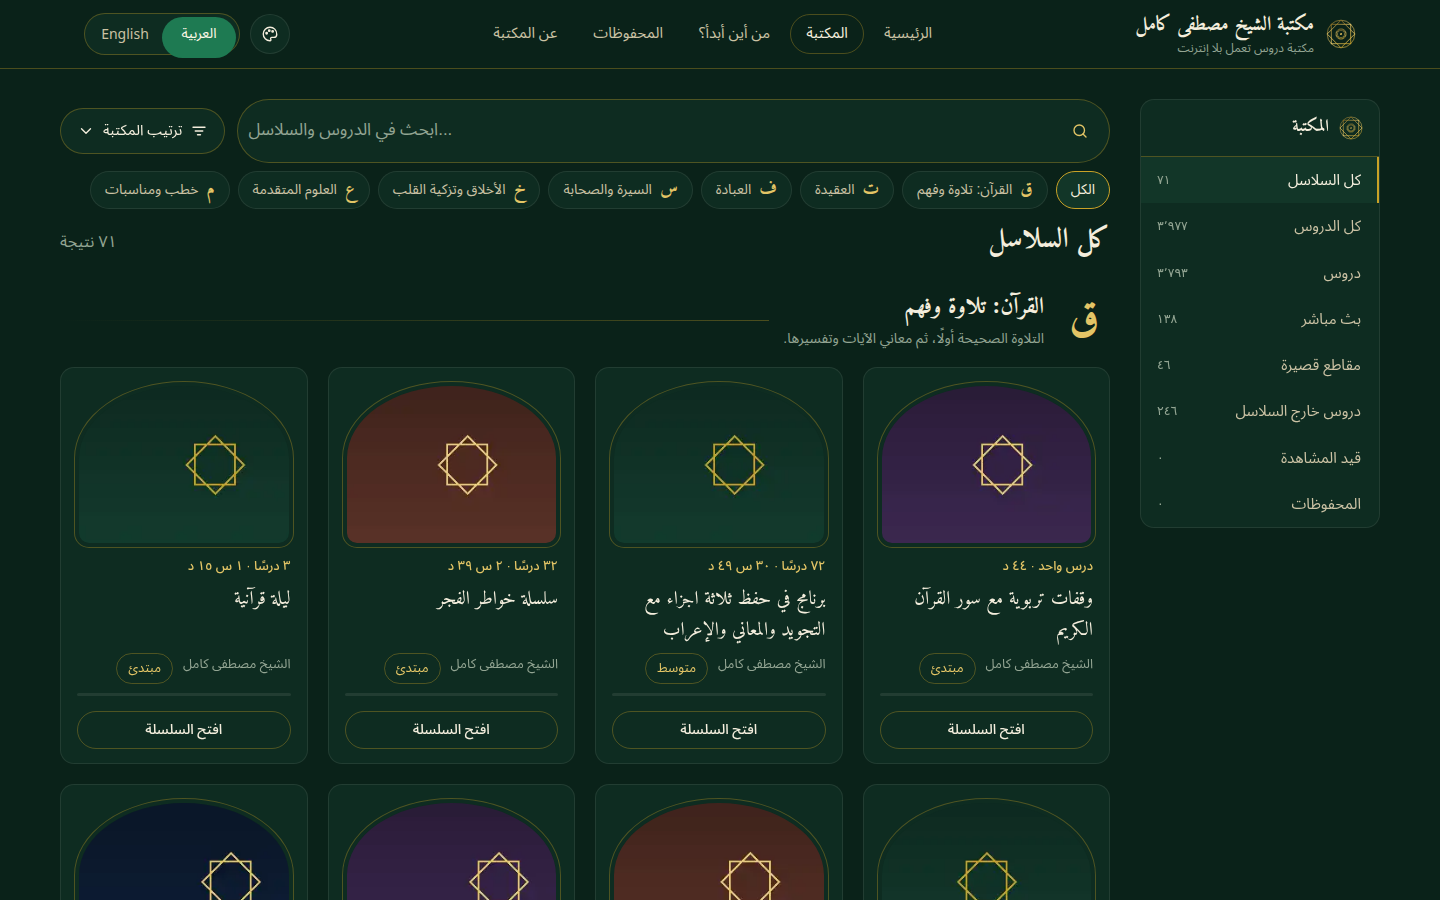 مكتبة الشيخ مصطفى كامل
مكتبة دروس تعمل بلا إنترنت
الرئيسية
المكتبة
من أين أبدأ؟
المحفوظات
عن المكتبة
العربية
English
المكتبة
كل السلاسل ٧١
كل الدروس ٣٬٩٧٧
دروس ٣٬٧٩٣
بث مباشر ١٣٨
مقاطع قصيرة ٤٦
دروس خارج السلاسل ٢٤٦
قيد المشاهدة ٠
المحفوظات ٠
ابحث في الدروس والسلاسل...
ترتيب المكتبة
الكل
ق القرآن: تلاوة وفهم
ت العقيدة
ف العبادة
س السيرة والصحابة
خ الأخلاق وتزكية القلب
ع العلوم المتقدمة
م خطب ومناسبات
كل السلاسل
٧١ نتيجة
ق
القرآن: تلاوة وفهم
التلاوة الصحيحة أولًا، ثم معاني الآيات وتفسيرها.
درس واحد · ٤٤ د
وقفات تربوية مع سور القرآن
الكريم
الشيخ مصطفى كامل
مبتدئ
افتح السلسلة
٧٢ درسًا · ٣٠ س ٤٩ د
برنامج في حفظ ثلاثة اجزاء مع
التجويد والمعاني والإعراب
الشيخ مصطفى كامل
متوسط
افتح السلسلة
٣٢ درسًا · ٢ س ٣٩ د
سلسلة خواطر الفجر
الشيخ مصطفى كامل
مبتدئ
افتح السلسلة
٣ درسًا · ١ س ١٥ د
ليلة قرآنية
الشيخ مصطفى كامل
مبتدئ
افتح السلسلة